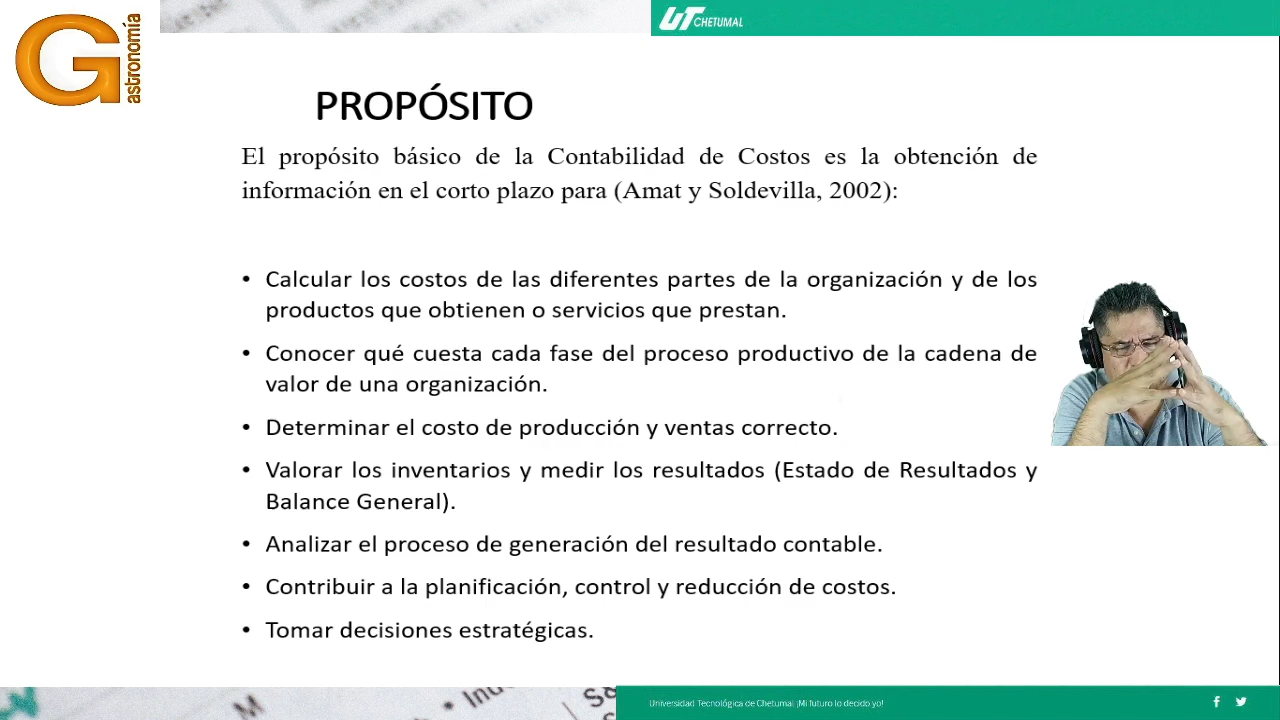 Gastronomía
UT CHETUMAL
PROPÓSITO
El propósito básico de la Contabilidad de Costos es la obtención de
información en el corto plazo para (Amat y Soldevilla, 2002):
• Calcular los costos de las diferentes partes de la organización y de los
productos que obtienen o servicios que prestan.
• Conocer qué cuesta cada fase del proceso productivo de la cadena de
valor de una organización.
• Determinar el costo de producción y ventas correcto.
• Valorar los inventarios y medir los resultados (Estado de Resultados y
Balance General).
• Analizar el proceso de generación del resultado contable.
• Contribuir a la planificación, control y reducción de costos.
• Tomar decisiones estratégicas.
Universidad Tecnológica de Chetumal ¡Mi futuro lo decido yo!